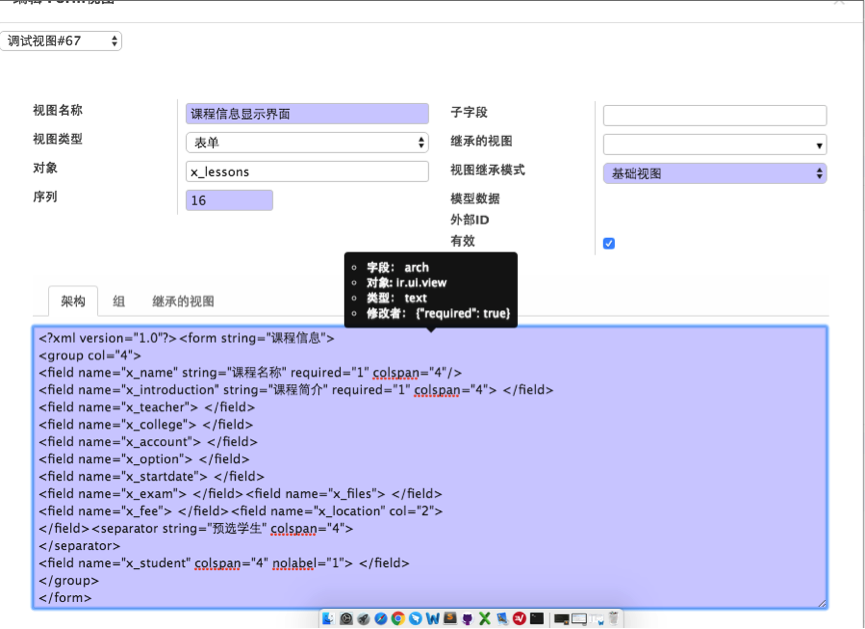 编辑 Form视图
调试视图#67
视图名称
课程信息显示界面
子字段
视图类型
表单
继承的视图
对象
x_lessons
视图继承模式
基础视图
序列
16
模型数据
外部ID
有效
字段: arch
对象: ir.ui.view
类型: text
修改者: {"required": true}
架构
组
继承的视图
<?xml version="1.0"?><form string="课程信息">
<group col="4">
<field name="x_name" string="课程名称" required="1" colspan="4"/>
<field name="x_introduction" string="课程简介" required="1" colspan="4"> </field>
<field name="x_teacher"> </field>
<field name="x_college"> </field>
<field name="x_account"> </field>
<field name="x_option"> </field>
<field name="x_startdate"> </field>
<field name="x_exam"> </field><field name="x_files"> </field>
<field name="x_fee"> </field><field name="x_location" col="2">
</field><separator string="预选学生" colspan="4">
</separator>
<field name="x_student" colspan="4" nolabel="1"> </field>
</group>
</form>